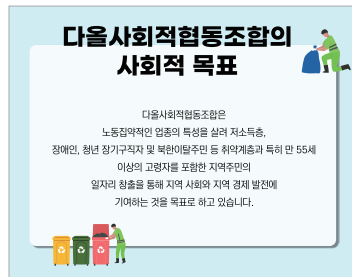 다올사회적협동조합의
사회적 목표
다올사회적협동조합은
노동집약적인 업종의 특성을 살려 저소득층,
장애인, 청년 장기구직자 및 북한이탈주민 등 취약계층과 특히 만 55세
이상의 고령자를 포함한 지역주민의
일자리 창출을 통해 지역 사회와 지역 경제 발전에
기여하는 것을 목표로 하고 있습니다.